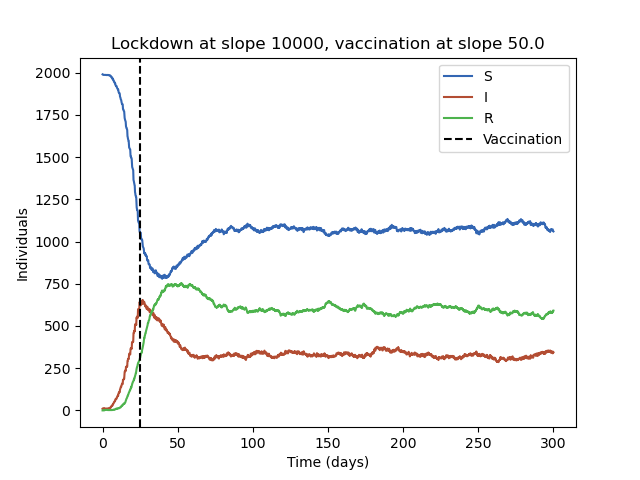 Lockdown at slope 10000, vaccination at slope 50.0
S
I
R
Vaccination
Individuals
2000
1750
1500
1250
1000
750
500
250
0
0 50 100 150 200 250 300
Time (days)